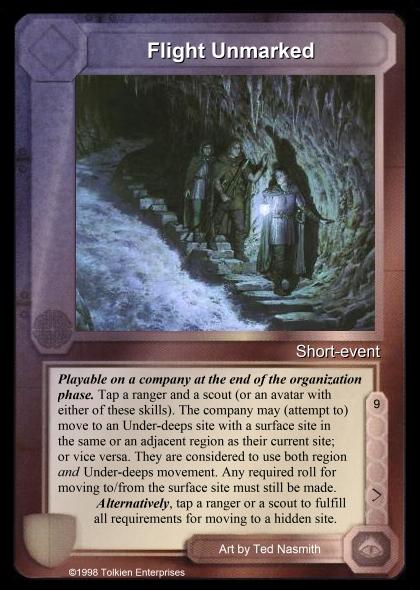 Flight Unmarked
Short-event
Playable on a company at the end of the organization
phase. Tap a ranger and a scout (or an avatar with
either of these skills). The company may (attempt to)
move to an Under-deeps site with a surface site in
the same or an adjacent region as their current site;
or vice versa. They are considered to use both region
and Under-deeps movement. Any required roll for
moving to/from the surface site must still be made.
Alternatively, tap a ranger or a scout to fulfill
all requirements for moving to a hidden site.
9
Art by Ted Nasmith
©1998 Tolkien Enterprises